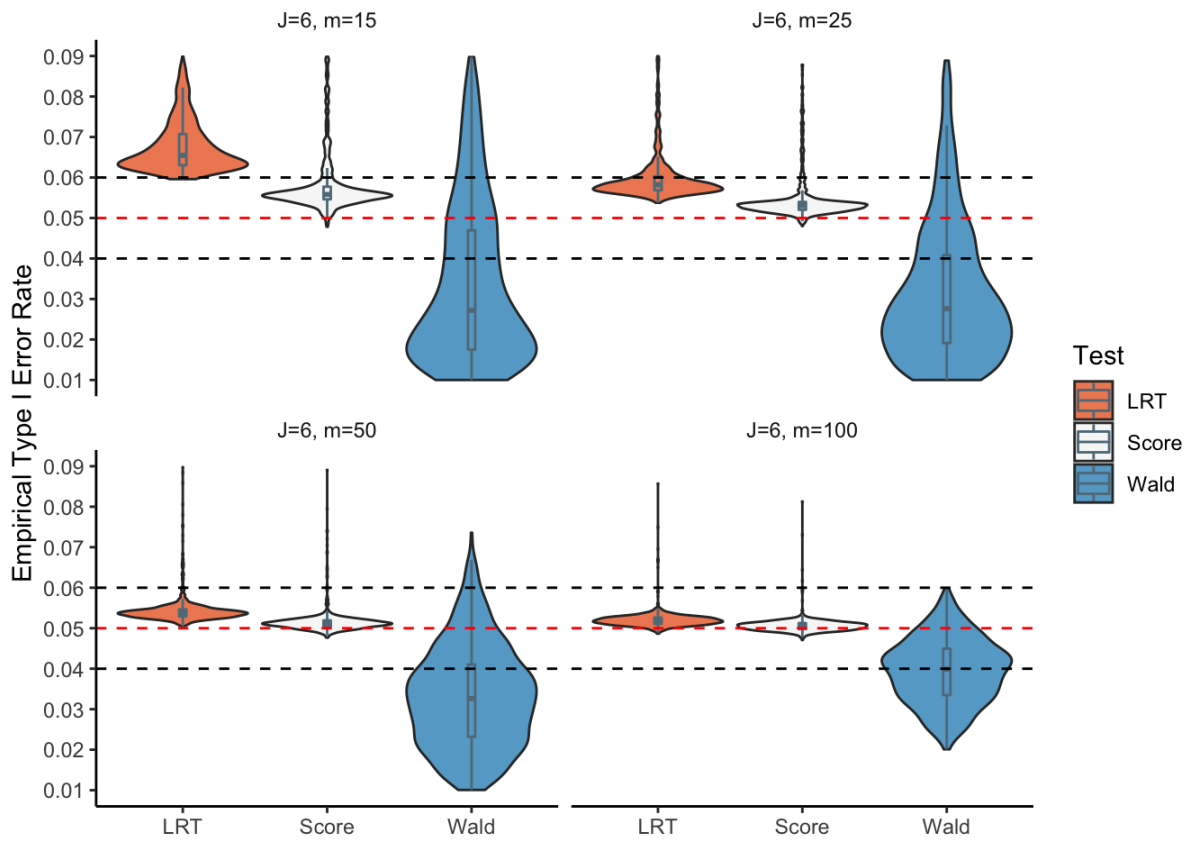 J=6, m=15
J=6, m=25
0.09
0.08
0.07
0.06
0.05
0.04
0.03
0.02
0.01
Empirical Type I Error Rate
J=6, m=50
J=6, m=100
0.09
0.08
0.07
0.06
0.05
0.04
0.03
0.02
0.01
LRT
Score
Wald
LRT
Score
Wald
Test
LRT
Score
Wald